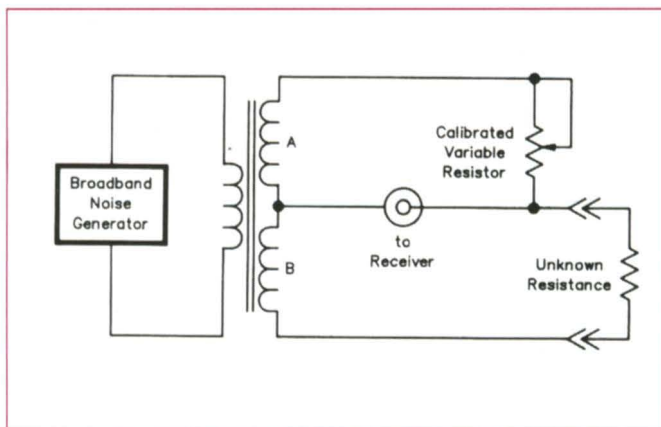 Broadband
Noise
Generator
A
B
to
Receiver
Calibrated
Variable
Resistor
Unknown
Resistance